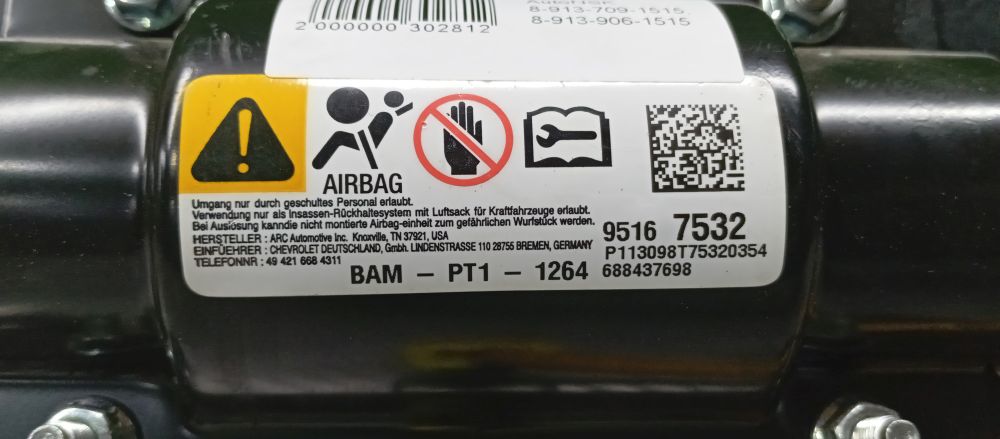 2 000000 302812
8-913-709-1515,
8-913-906-1515
AIRBAG
Umgang nur durch geschultes Personal erlaubt.
Verwendung nur als Insassen-Rückhaltesystem mit Luftsack für Kraftfahrzeuge erlaubt.
Bei Auslösung kanndie nicht montierte Airbag-einheit zum gefährlichen Wurfstück werden.
HERSTELLER : ARC Automotive Inc. Knoxville, TN 37921, USA
EINFÜOHRER : CHEVROLET DEUTSCHLAND, Gmbh. LINDENSTRASSE 110 28755 BREMEN, GERMANY
TELEFONNR : 49 421 668 4311
BAM - PT1 - 1264
9516 7532
P113098T75320354
688437698